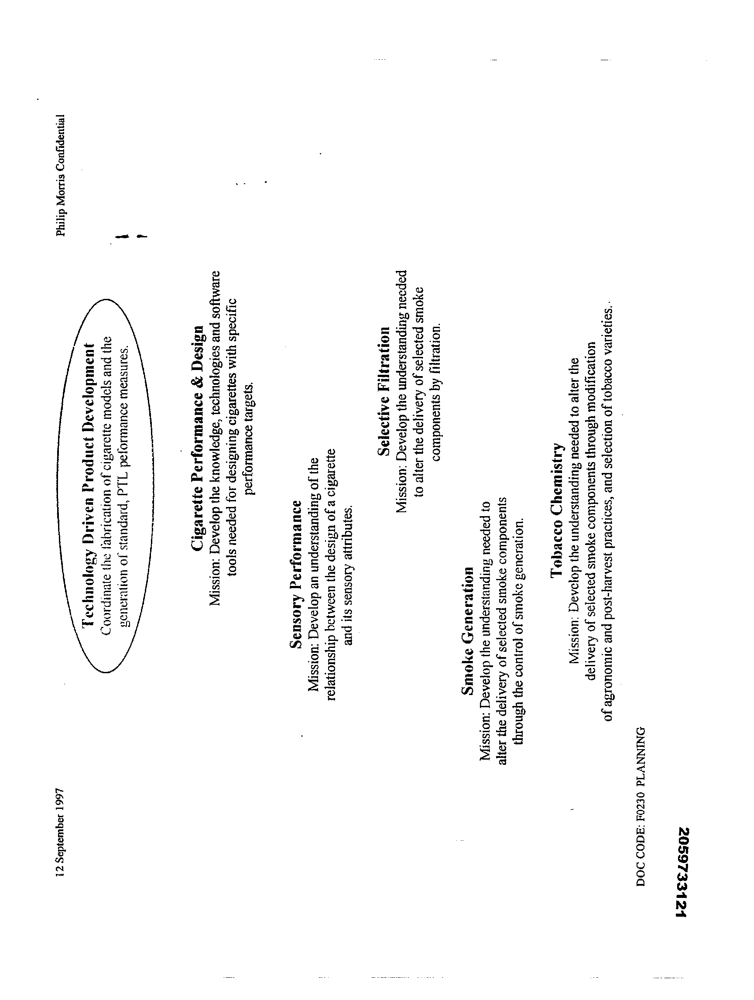 12 September 1997
Philip Morris Confidential
Technology Driven Product Development
Coordinate the fabrication of cigarette models and the
generation of standard, PTL peformance measures.
Cigarette Performance & Design
Mission: Develop the knowledge, technologies and software
tools needed for designing cigarettes with specific
performance targets.
Sensory Performance
Mission: Develop an understanding of the
relationship between the design of a cigarette
and its sensory attributes.
Selective Filtration
Mission: Develop the understanding needed
to alter the delivery of selected smoke
components by filtration.
Smoke Generation
Mission: Develop the understanding needed to
alter the delivery of selected smoke components
through the control of smoke generation.
Tobacco Chemistry
Mission: Develop the understanding needed to alter the
delivery of selected smoke components through modification
of agronomic and post-harvest practices, and selection of tobacco varieties.
DOC CODE: F0230 PLANNING
2059733121